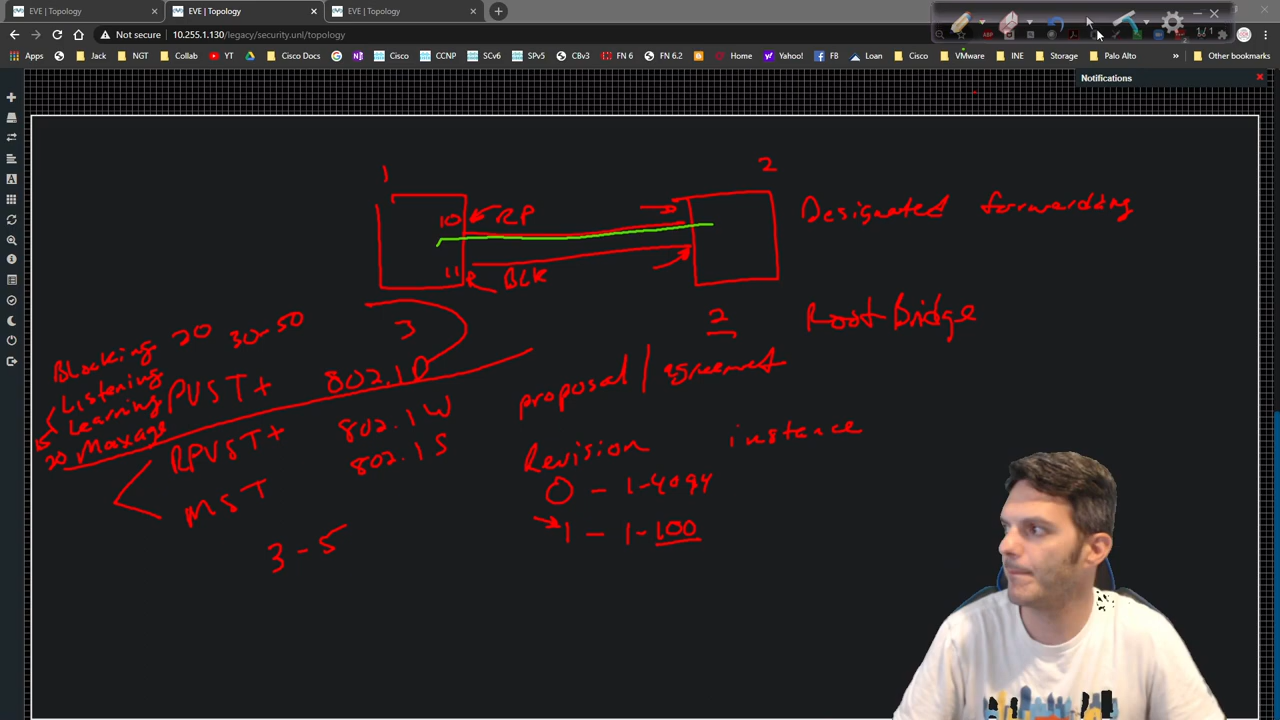 EVE | Topology
EVE | Topology
EVE | Topology
Not secure
10.255.1.130/legacy/security.unl/topology
1/1
Apps
Jack
NGT
Collab
YT
Cisco Docs
Cisco
CCNP
SCv6
SPv5
CBv3
FN 6
FN 6.2
Yahoo!
FB
Loan
Cisco
VMware
INE
Storage
Palo Alto
»
Other bookmarks
Notifications
1
2
10
RP
Designated forwarding
11
BLK
Blocking 20 30-50
3
2
Root Bridge
Listening
PVST+ 802.1D
proposal/agreement
15
Learning
20 Maxage
RPVST+ 802.1W
Revision instance
MST 802.1S
0 - 1-4094
1 - 1-100
3-5